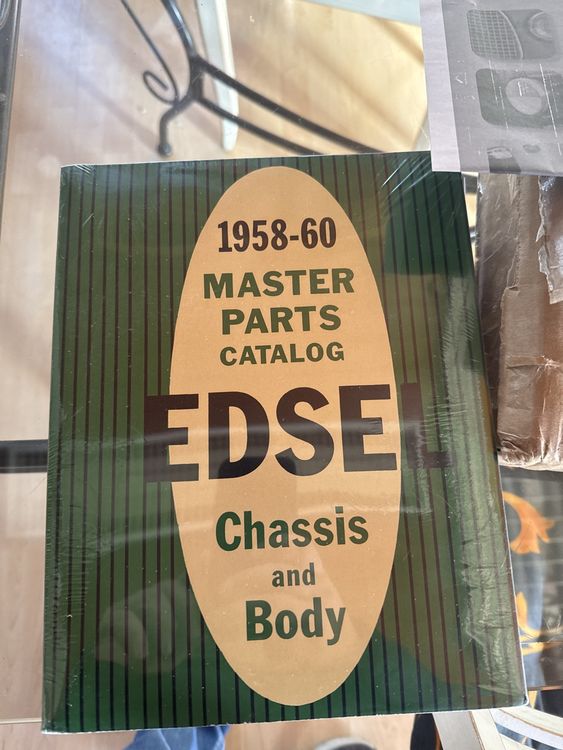 1958-60
MASTER
PARTS
CATALOG
EDSEL
Chassis
and
Body